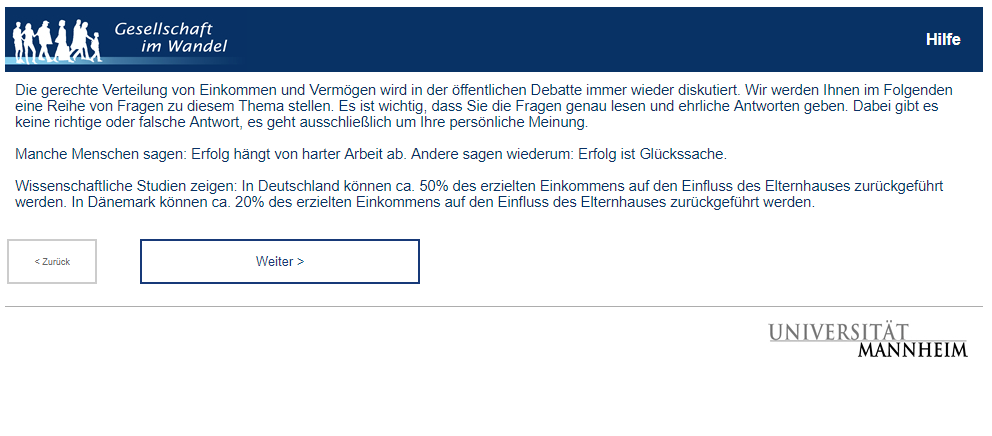 Gesellschaft
im Wandel
Hilfe
Die gerechte Verteilung von Einkommen und Vermögen wird in der öffentlichen Debatte immer wieder diskutiert. Wir werden Ihnen im Folgenden
eine Reihe von Fragen zu diesem Thema stellen. Es ist wichtig, dass Sie die Fragen genau lesen und ehrliche Antworten geben. Dabei gibt es
keine richtige oder falsche Antwort, es geht ausschließlich um Ihre persönliche Meinung.
Manche Menschen sagen: Erfolg hängt von harter Arbeit ab. Andere sagen wiederum: Erfolg ist Glückssache.
Wissenschaftliche Studien zeigen: In Deutschland können ca. 50% des erzielten Einkommens auf den Einfluss des Elternhauses zurückgeführt
werden. In Dänemark können ca. 20% des erzielten Einkommens auf den Einfluss des Elternhauses zurückgeführt werden.
< Zurück
Weiter >
UNIVERSITÄT
MANNHEIM